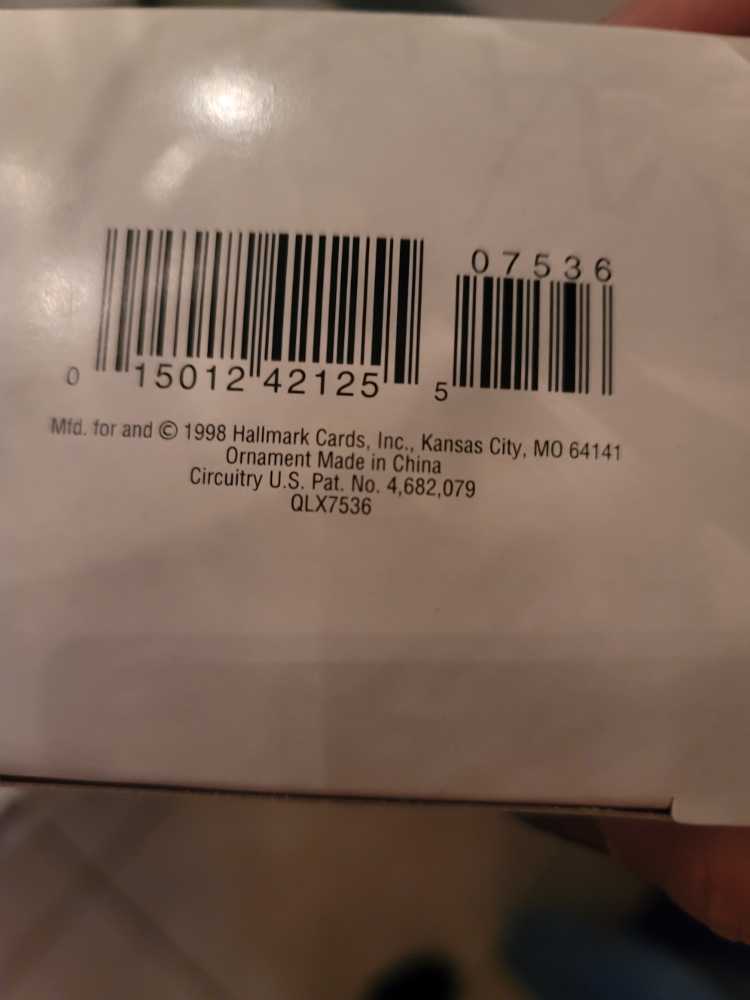 07536
0 15012 42125 5
Mfd. for and © 1998 Hallmark Cards, Inc., Kansas City, MO 64141
Ornament Made in China
Circuitry U.S. Pat. No. 4,682,079
QLX7536